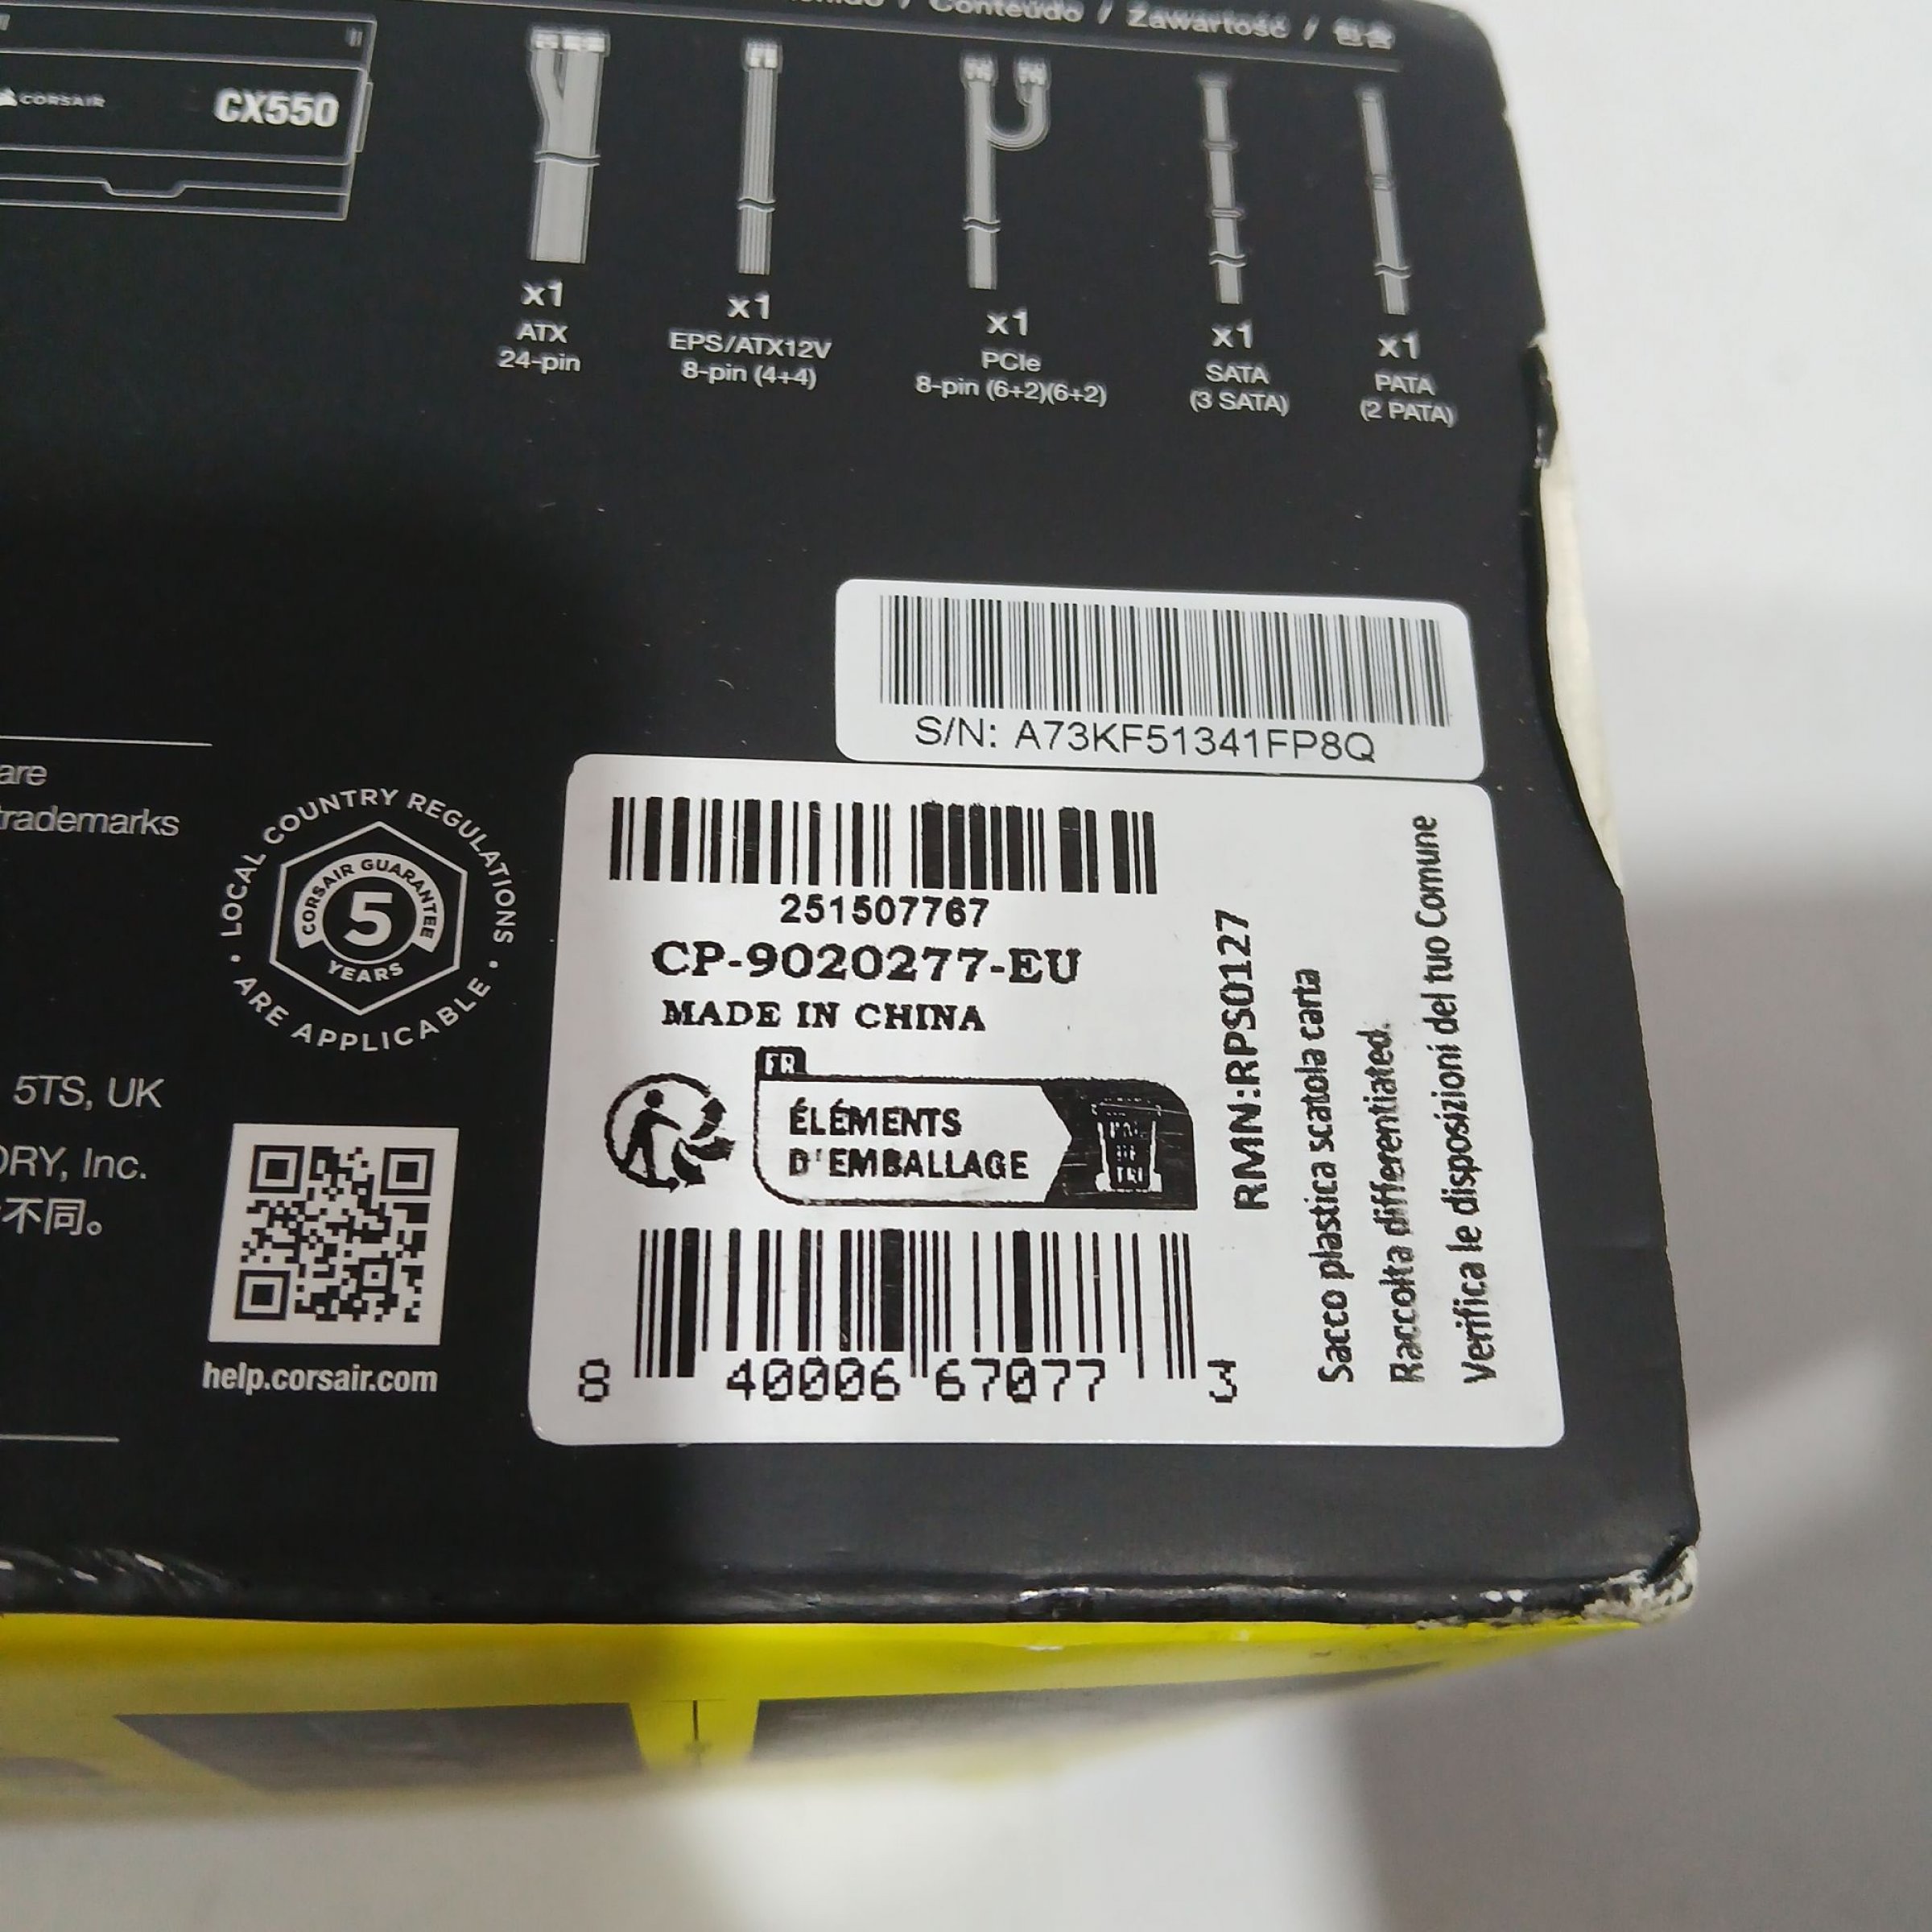 Conteúdo / Zawartość / 包含
CORSAIR
CX550
x1
ATX
24-pin
x1
EPS/ATX12V
8-pin (4+4)
x1
PCIe
8-pin (6+2)(6+2)
x1
SATA
(3 SATA)
x1
PATA
(2 PATA)
S/N: A73KF51341FP8Q
are
trademarks
LOCAL COUNTRY REGULATIONS
• ARE APPLICABLE •
CORSAIR GUARANTEE
5
YEARS
5TS, UK
Inc.
不同。
help.corsair.com
251507767
CP-9020277-EU
MADE IN CHINA
FR
ÉLÉMENTS
D'EMBALLAGE
8 40006 67077 3
RMN:RPS0127
Sacco plastica scatola carta
Raccolta differentiated.
Verifica le disposizioni del tuo Comune